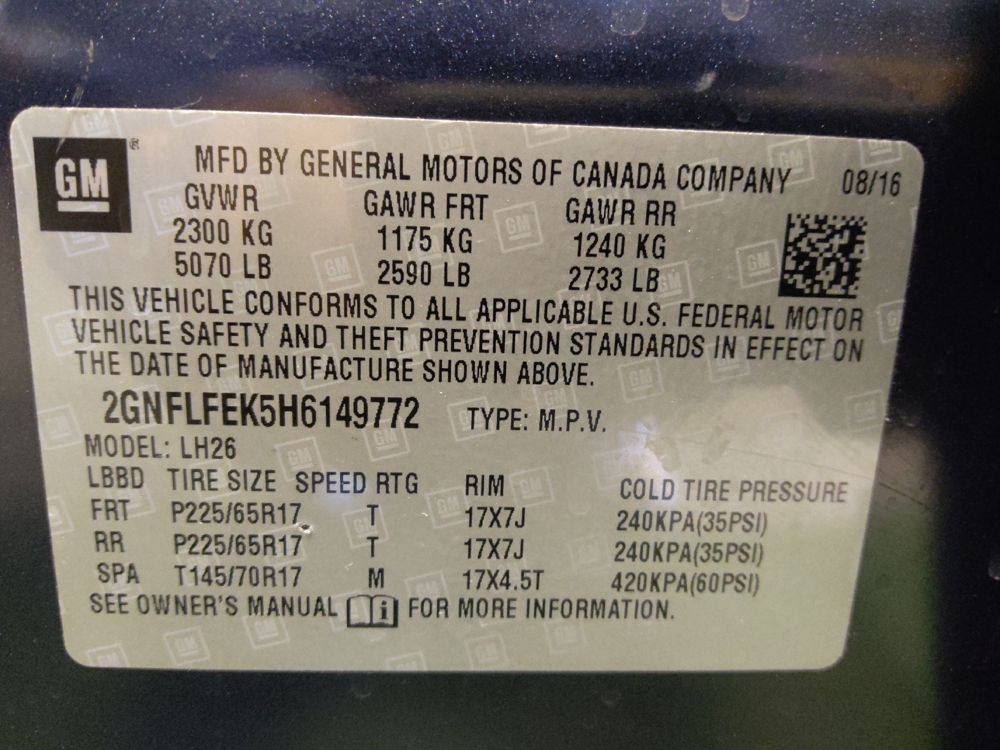 GM ®
MFD BY GENERAL MOTORS OF CANADA COMPANY 08/16
GVWR GAWR FRT GAWR RR
2300 KG 1175 KG 1240 KG
5070 LB 2590 LB 2733 LB
THIS VEHICLE CONFORMS TO ALL APPLICABLE U.S. FEDERAL MOTOR
VEHICLE SAFETY AND THEFT PREVENTION STANDARDS IN EFFECT ON
THE DATE OF MANUFACTURE SHOWN ABOVE.
2GNFLFEK5H6149772 TYPE: M.P.V.
MODEL: LH26
LBBD TIRE SIZE SPEED RTG RIM COLD TIRE PRESSURE
FRT P225/65R17 T 17X7J 240KPA(35PSI)
RR P225/65R17 T 17X7J 240KPA(35PSI)
SPA T145/70R17 M 17X4.5T 420KPA(60PSI)
SEE OWNER'S MANUAL i FOR MORE INFORMATION.